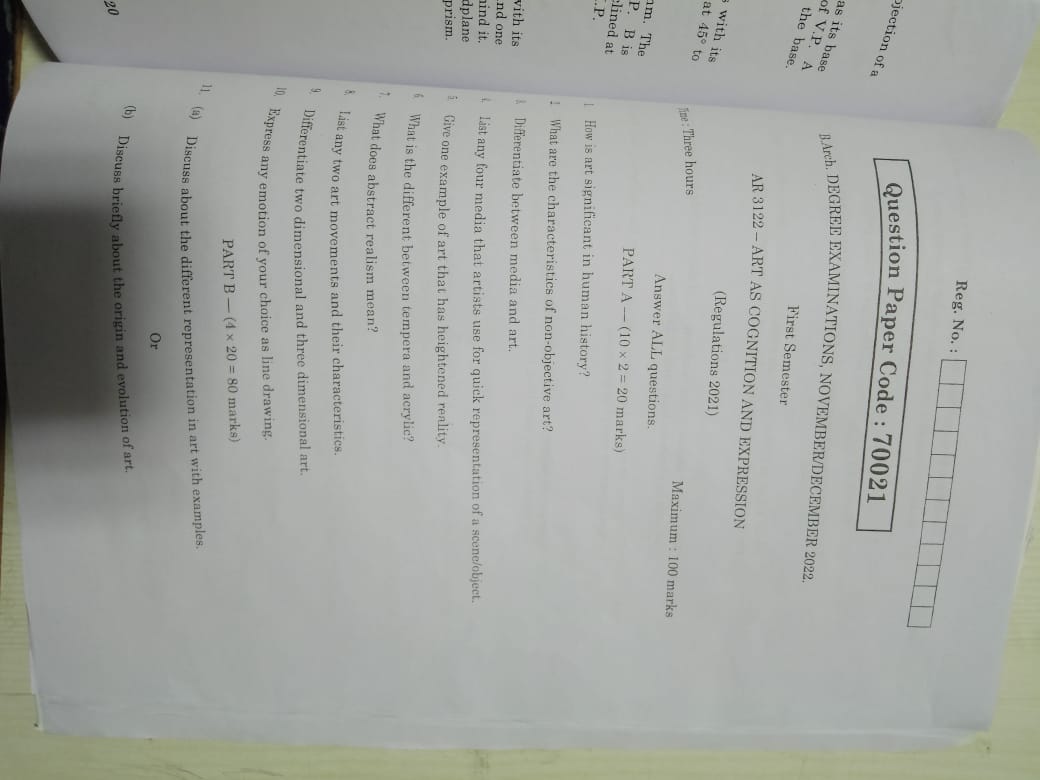 Reg. No. :
Question Paper Code : 70021
B.Arch. DEGREE EXAMINATIONS, NOVEMBER/DECEMBER 2022.
First Semester
AR 3122 – ART AS COGNITION AND EXPRESSION
(Regulations 2021)
Time : Three hours Maximum : 100 marks
Answer ALL questions.
PART A — (10 × 2 = 20 marks)
1. How is art significant in human history?
2. What are the characteristics of non-objective art?
3. Differentiate between media and art.
4. List any four media that artists use for quick representation of a scene/object.
5. Give one example of art that has heightened reality.
6. What is the different between tempera and acrylic?
7. What does abstract realism mean?
8. List any two art movements and their characteristics.
9. Differentiate two dimensional and three dimensional art.
10. Express any emotion of your choice as line drawing.
PART B — (4 × 20 = 80 marks)
11. (a) Discuss about the different representation in art with examples.
Or
(b) Discuss briefly about the origin and evolution of art.
ojection of a
as its base
of V.P. A
the base.
s with its
at 45° to
am. The
P. B is
clined at
.P.
with its
and one
hind it.
dplane
prism.
20